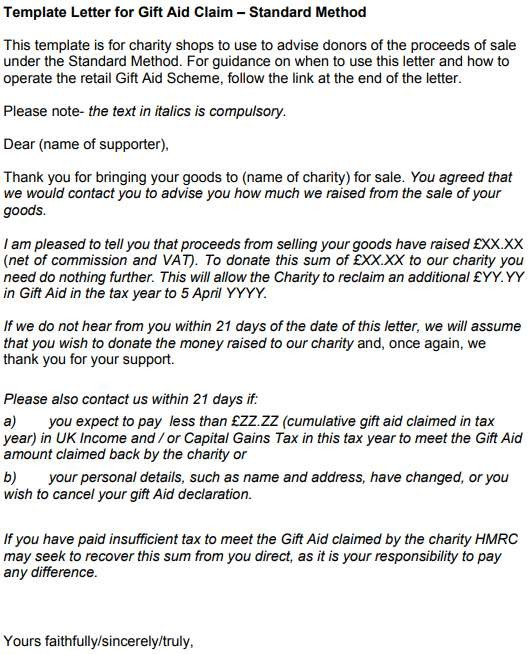 Template Letter for Gift Aid Claim – Standard Method
This template is for charity shops to use to advise donors of the proceeds of sale
under the Standard Method. For guidance on when to use this letter and how to
operate the retail Gift Aid Scheme, follow the link at the end of the letter.
Please note- the text in italics is compulsory.
Dear (name of supporter),
Thank you for bringing your goods to (name of charity) for sale. You agreed that
we would contact you to advise you how much we raised from the sale of your
goods.
I am pleased to tell you that proceeds from selling your goods have raised £XX.XX
(net of commission and VAT). To donate this sum of £XX.XX to our charity you
need do nothing further. This will allow the Charity to reclaim an additional £YY.YY
in Gift Aid in the tax year to 5 April YYYY.
If we do not hear from you within 21 days of the date of this letter, we will assume
that you wish to donate the money raised to our charity and, once again, we
thank you for your support.
Please also contact us within 21 days if:
a) you expect to pay less than £ZZ.ZZ (cumulative gift aid claimed in tax
year) in UK Income and / or Capital Gains Tax in this tax year to meet the Gift Aid
amount claimed back by the charity or
b) your personal details, such as name and address, have changed, or you
wish to cancel your gift Aid declaration.
If you have paid insufficient tax to meet the Gift Aid claimed by the charity HMRC
may seek to recover this sum from you direct, as it is your responsibility to pay
any difference.
Yours faithfully/sincerely/truly,